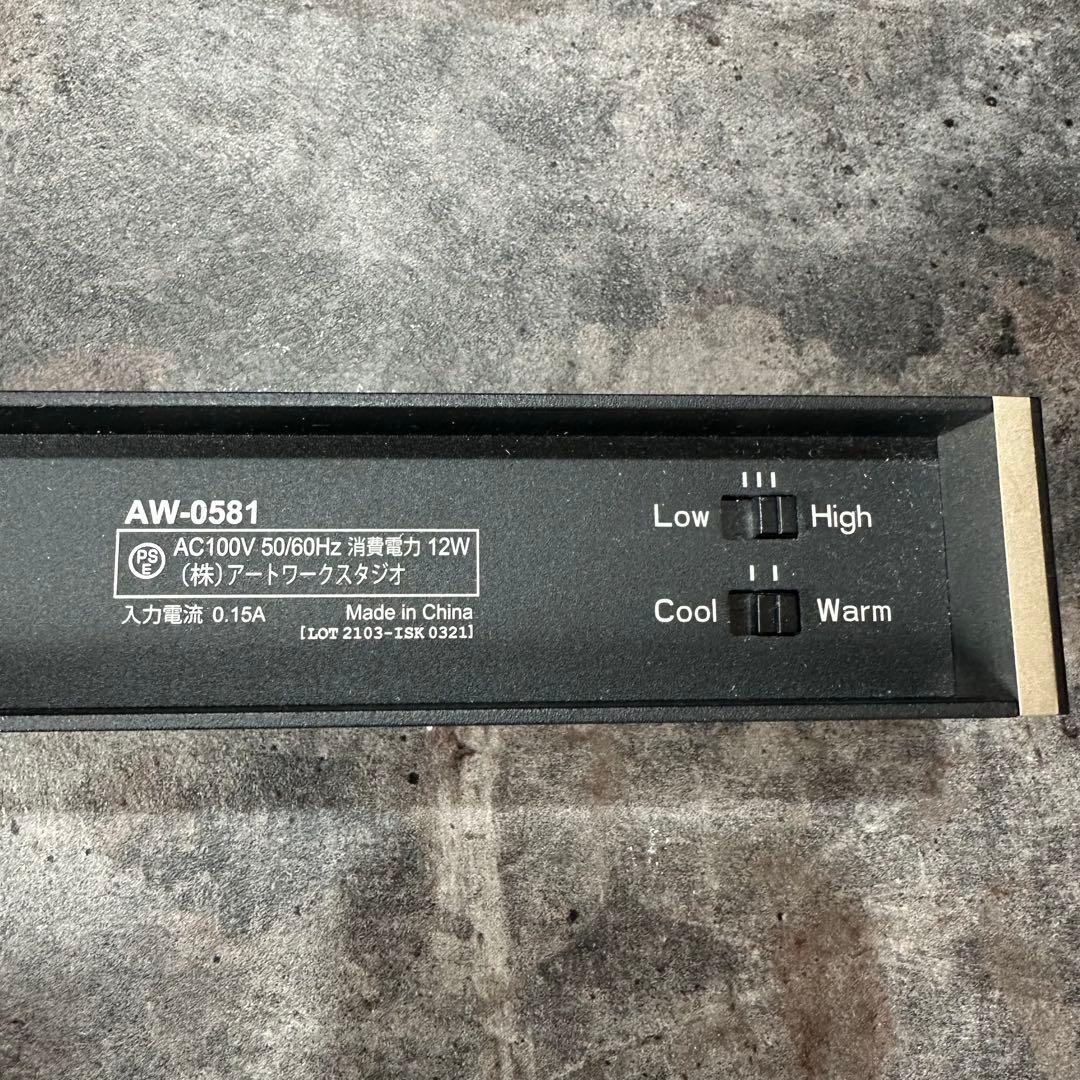 AW-0581
PSE AC100V 50/60Hz 消費電力 12W
（株）アートワークスタジオ
入力電流 0.15A Made in China
[LOT 2103-ISK 0321]
Low High
Cool Warm